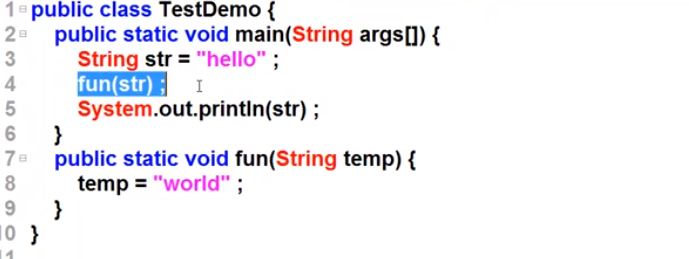 1 public class TestDemo {
2 public static void main(String args[]) {
3 String str = "hello" ;
4 fun(str) ;
5 System.out.println(str) ;
6 }
7 public static void fun(String temp) {
8 temp = "world" ;
9 }
10 }
11